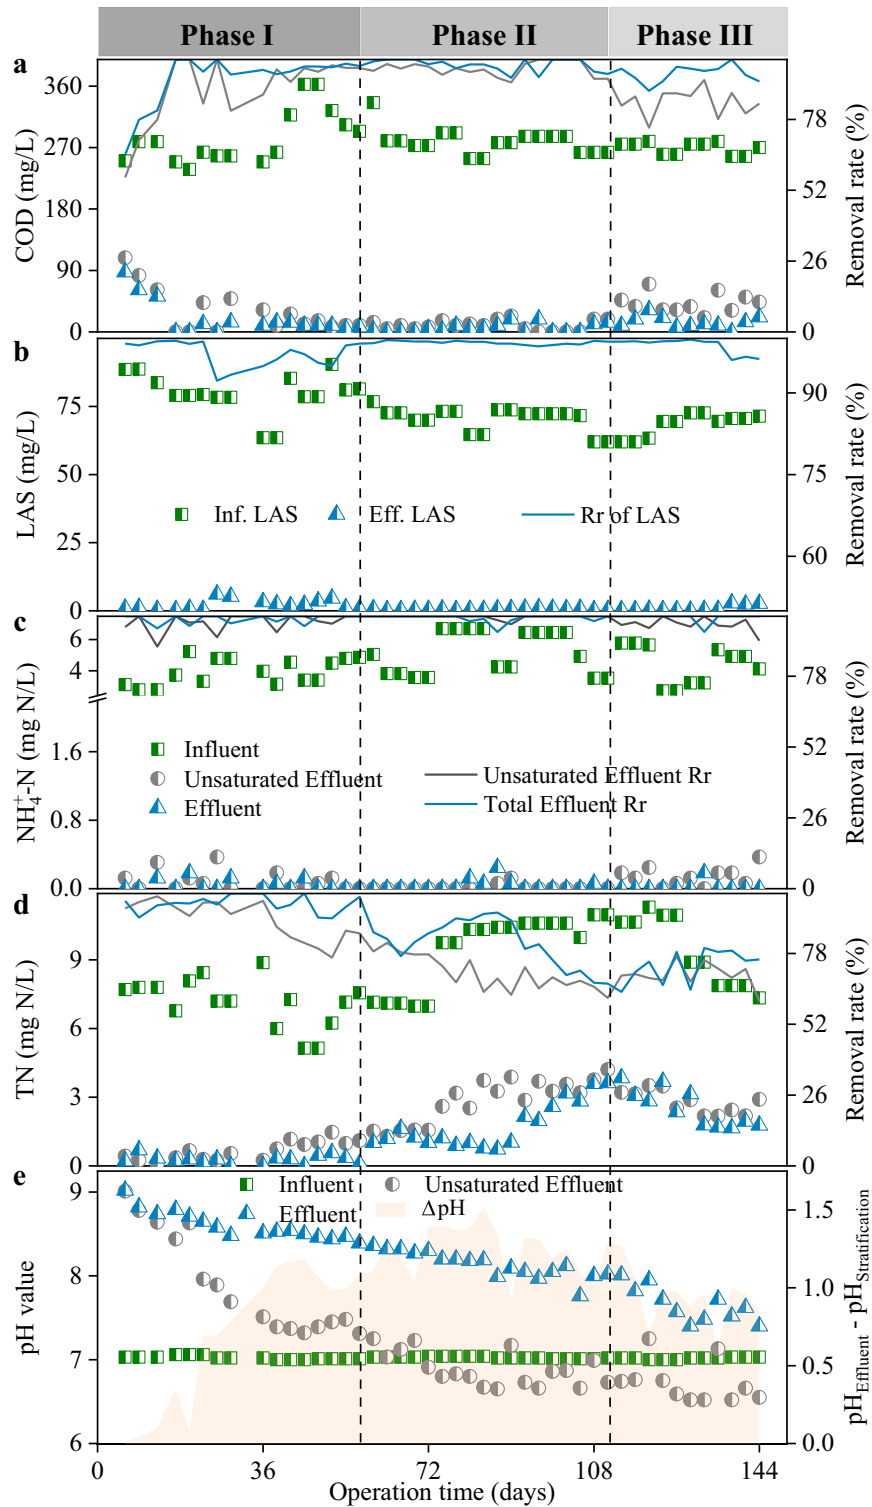 Phase I Phase II Phase III
a
360
270
180
90
0
COD (mg/L)
78
52
26
0
Removal rate (%)
b
75
50
25
0
LAS (mg/L)
Inf. LAS Eff. LAS Rr of LAS
90
75
60
Removal rate (%)
c
6
4
1.6
0.8
0.0
NH₄⁺-N (mg N/L)
Influent
Unsaturated Effluent
Effluent
Unsaturated Effluent Rr
Total Effluent Rr
78
52
26
0
Removal rate (%)
d
9
6
3
0
TN (mg N/L)
78
52
26
0
Removal rate (%)
e
9
8
7
6
pH value
Influent Unsaturated Effluent
Effluent ΔpH
1.5
1.0
0.5
0.0
pH_Effluent - pH_Stratification
0 36 72 108 144
Operation time (days)